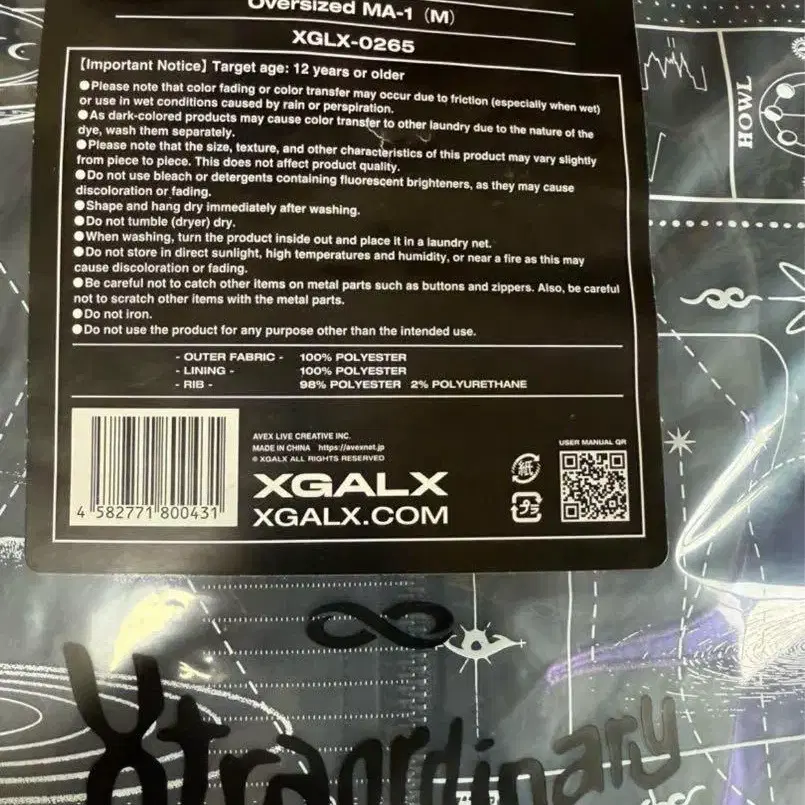 Oversized MA-1 (M)
XGLX-0265
【Important Notice】Target age: 12 years or older
●Please note that color fading or color transfer may occur due to friction (especially when wet)
or use in wet conditions caused by rain or perspiration.
●As dark-colored products may cause color transfer to other laundry due to the nature of the
dye, wash them separately.
●Please note that the size, texture, and other characteristics of this product may vary slightly
from piece to piece. This does not affect product quality.
●Do not use bleach or detergents containing fluorescent brighteners, as they may cause
discoloration or fading.
●Shape and hang dry immediately after washing.
●Do not tumble (dryer) dry.
●When washing, turn the product inside out and place it in a laundry net.
●Do not store in direct sunlight, high temperatures and humidity, or near a fire as this may
cause discoloration or fading.
●Be careful not to catch other items on metal parts such as buttons and zippers. Also, be careful
not to scratch other items with the metal parts.
●Do not iron.
●Do not use the product for any purpose other than the intended use.
- OUTER FABRIC - 100% POLYESTER
- LINING - 100% POLYESTER
- RIB - 98% POLYESTER 2% POLYURETHANE
4 582771 800431
AVEX LIVE CREATIVE INC.
MADE IN CHINA https://avexnet.jp
© XGALX ALL RIGHTS RESERVED
XGALX
XGALX.COM
紙
プラ
USER MANUAL QR
HOWL
Xtraordinary